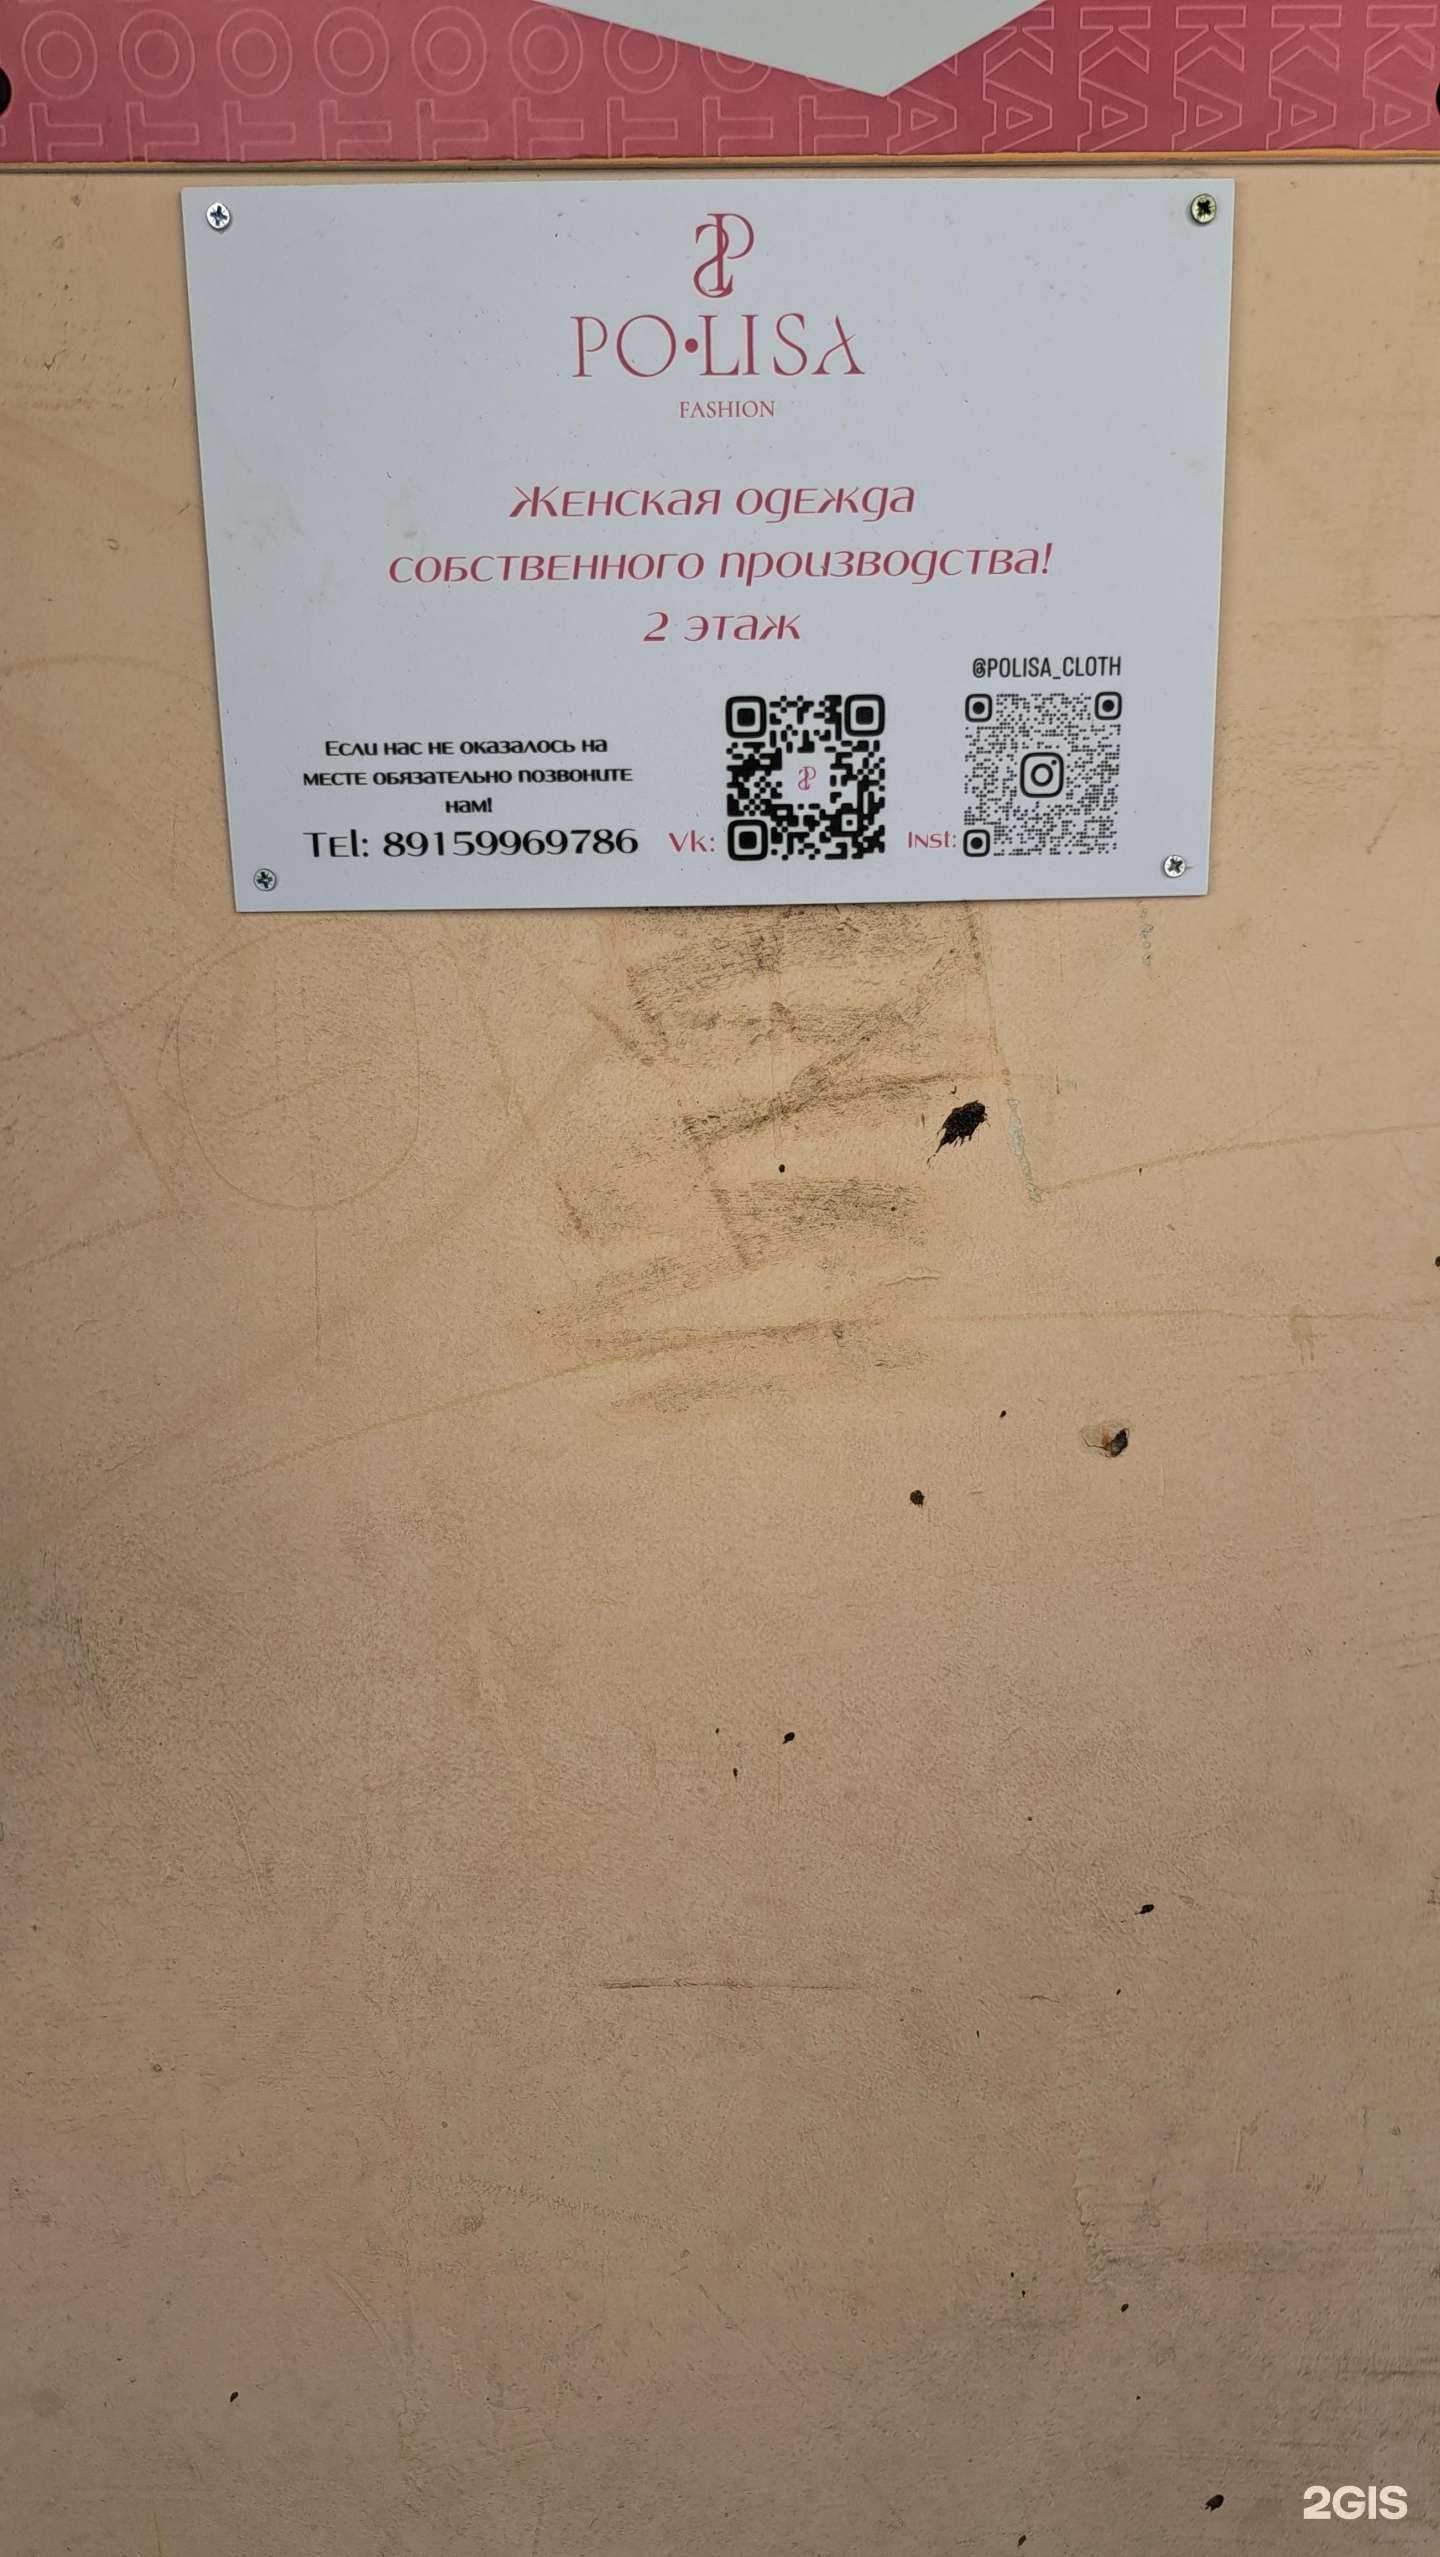 PO•LISA
FASHION
Женская одежда
собственного производства!
2 этаж
@POLISA_CLOTH
Если нас не оказалось на
месте обязательно позвоните
нам!
Tel: 89159969786
Vk:
Inst:
2GIS